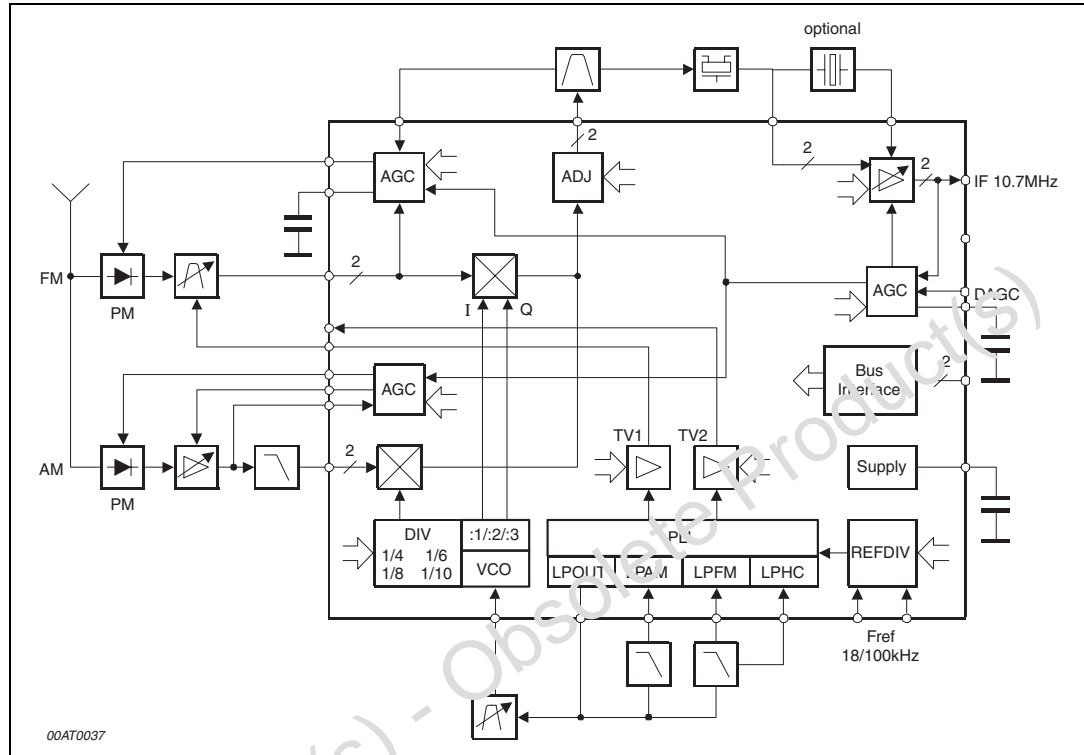 optional
2
AGC
ADJ
2
2
IF 10.7MHz
FM
2
PM
I
Q
AGC
DAGC
AGC
Bus
2
TV1
TV2
AM
2
PM
Supply
DIV
:1/:2/:3
1/4 1/6
1/8 1/10
VCO
REFDIV
LPOUT
LPFM
LPHC
Fref
18/100kHz
00AT0037
(s) - Obsolete Product(s)